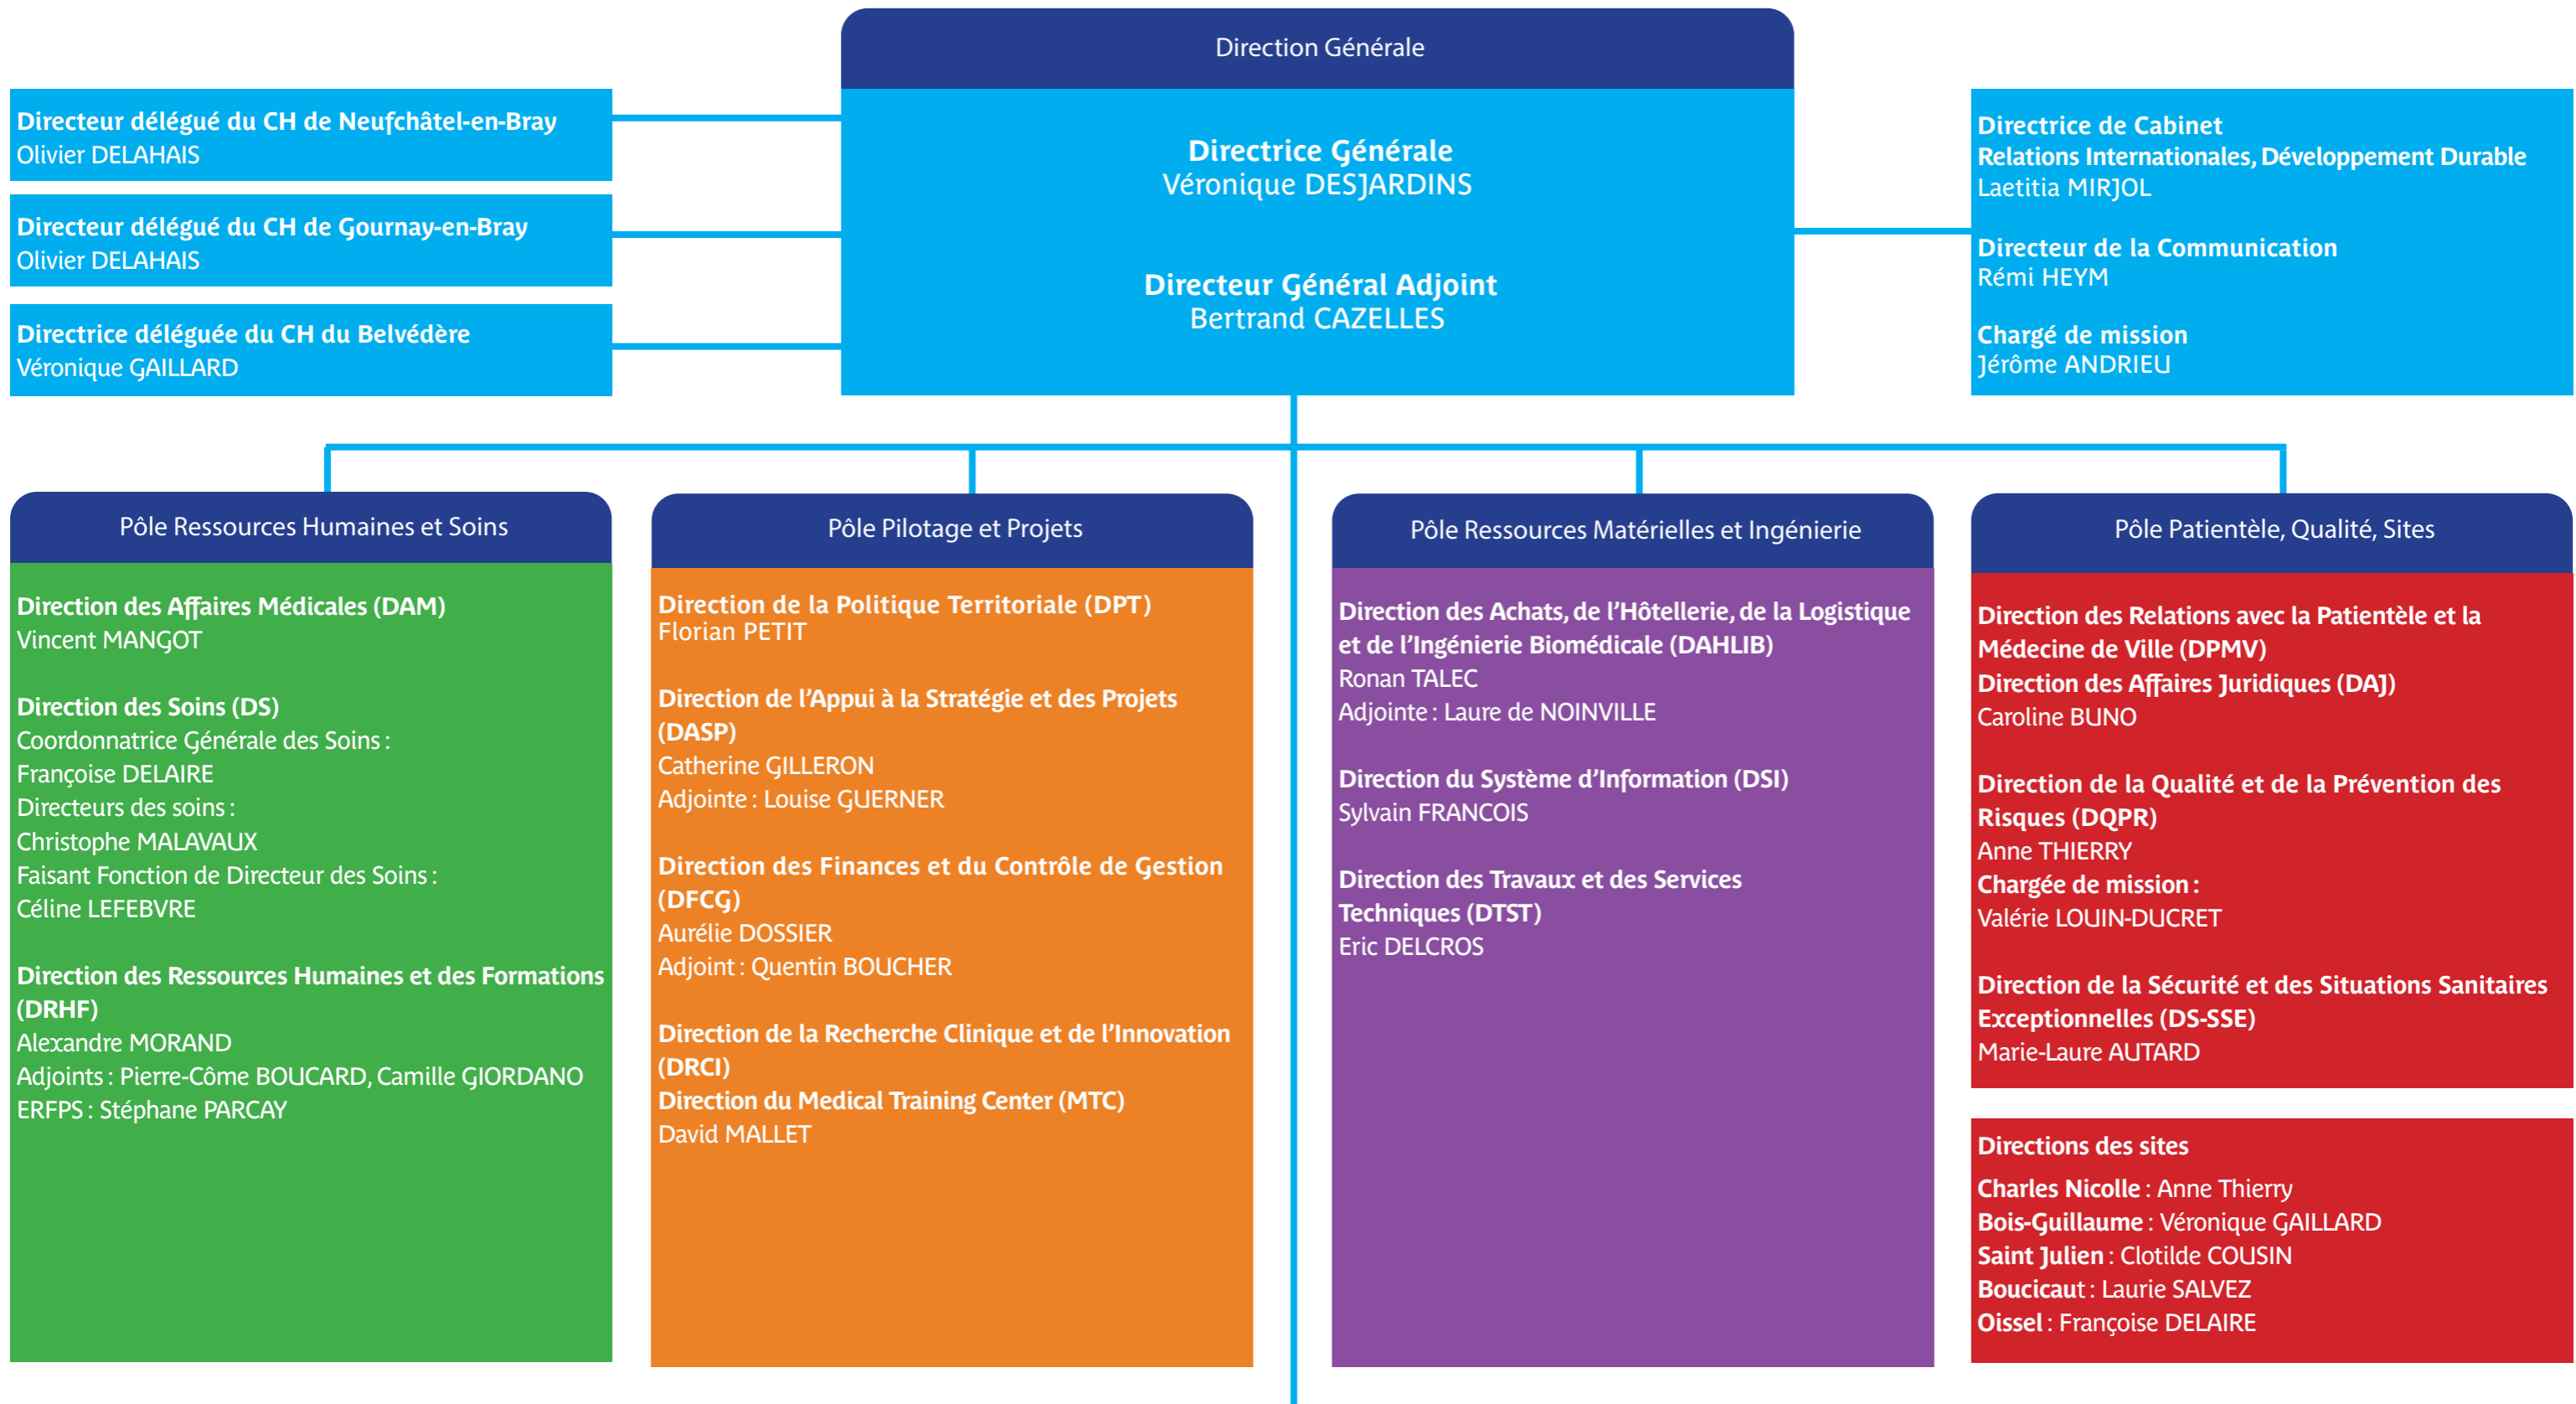 Direction Générale
Directrice Générale
Véronique DESJARDINS
Directeur Général Adjoint
Bertrand CAZELLES
Directeur délégué du CH de Neufchâtel-en-Bray
Olivier DELAHAIS
Directeur délégué du CH de Gournay-en-Bray
Olivier DELAHAIS
Directrice déléguée du CH du Belvédère
Véronique GAILLARD
Directrice de Cabinet
Relations Internationales, Développement Durable
Laetitia MIRJOL
Directeur de la Communication
Rémi HEYM
Chargé de mission
Jérôme ANDRIEU
Pôle Ressources Humaines et Soins
Direction des Affaires Médicales (DAM)
Vincent MANGOT
Direction des Soins (DS)
Coordonnatrice Générale des Soins :
Françoise DELAIRE
Directeurs des soins :
Christophe MALAVAUX
Faisant Fonction de Directeur des Soins :
Céline LEFEBVRE
Direction des Ressources Humaines et des Formations
(DRHF)
Alexandre MORAND
Adjoints : Pierre-Côme BOUCARD, Camille GIORDANO
ERFPS : Stéphane PARCAY
Pôle Pilotage et Projets
Direction de la Politique Territoriale (DPT)
Florian PETIT
Direction de l'Appui à la Stratégie et des Projets
(DASP)
Catherine GILLERON
Adjointe : Louise GUERNER
Direction des Finances et du Contrôle de Gestion
(DFCG)
Aurélie DOSSIER
Adjoint : Quentin BOUCHER
Direction de la Recherche Clinique et de l'Innovation
(DRCI)
Direction du Medical Training Center (MTC)
David MALLET
Pôle Ressources Matérielles et Ingénierie
Direction des Achats, de l'Hôtellerie, de la Logistique
et de l'Ingénierie Biomédicale (DAHLIB)
Ronan TALEC
Adjointe : Laure de NOINVILLE
Direction du Système d'Information (DSI)
Sylvain FRANCOIS
Direction des Travaux et des Services
Techniques (DTST)
Eric DELCROS
Pôle Patientèle, Qualité, Sites
Direction des Relations avec la Patientèle et la
Médecine de Ville (DPMV)
Direction des Affaires Juridiques (DAJ)
Caroline BUNO
Direction de la Qualité et de la Prévention des
Risques (DQPR)
Anne THIERRY
Chargée de mission :
Valérie LOUIN-DUCRET
Direction de la Sécurité et des Situations Sanitaires
Exceptionnelles (DS-SSE)
Marie-Laure AUTARD
Directions des sites
Charles Nicolle : Anne Thierry
Bois-Guillaume : Véronique GAILLARD
Saint Julien : Clotilde COUSIN
Boucicaut : Laurie SALVEZ
Oissel : Françoise DELAIRE